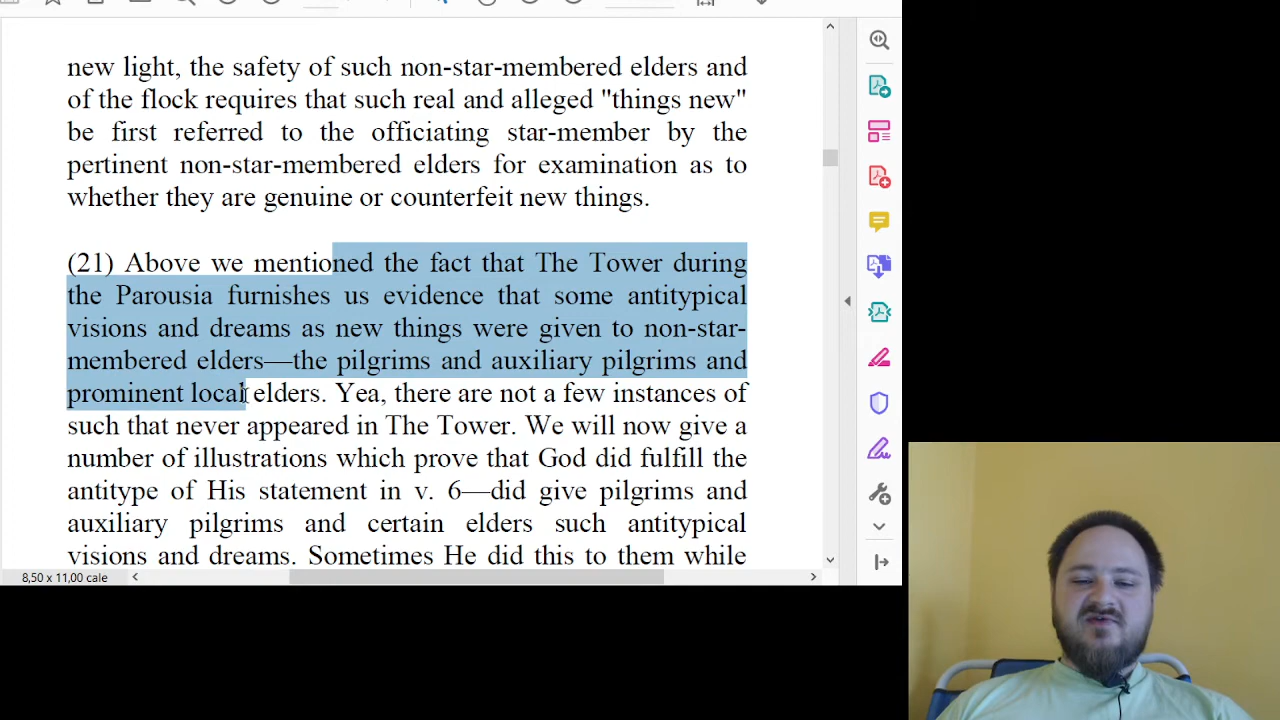 new light, the safety of such non-star-membered elders and
of the flock requires that such real and alleged "things new"
be first referred to the officiating star-member by the
pertinent non-star-membered elders for examination as to
whether they are genuine or counterfeit new things.
(21) Above we mentioned the fact that The Tower during
the Parousia furnishes us evidence that some antitypical
visions and dreams as new things were given to non-star-
membered elders—the pilgrims and auxiliary pilgrims and
prominent local elders. Yea, there are not a few instances of
such that never appeared in The Tower. We will now give a
number of illustrations which prove that God did fulfill the
antitype of His statement in v. 6—did give pilgrims and
auxiliary pilgrims and certain elders such antitypical
visions and dreams. Sometimes He did this to them while
8,50 x 11,00 cale